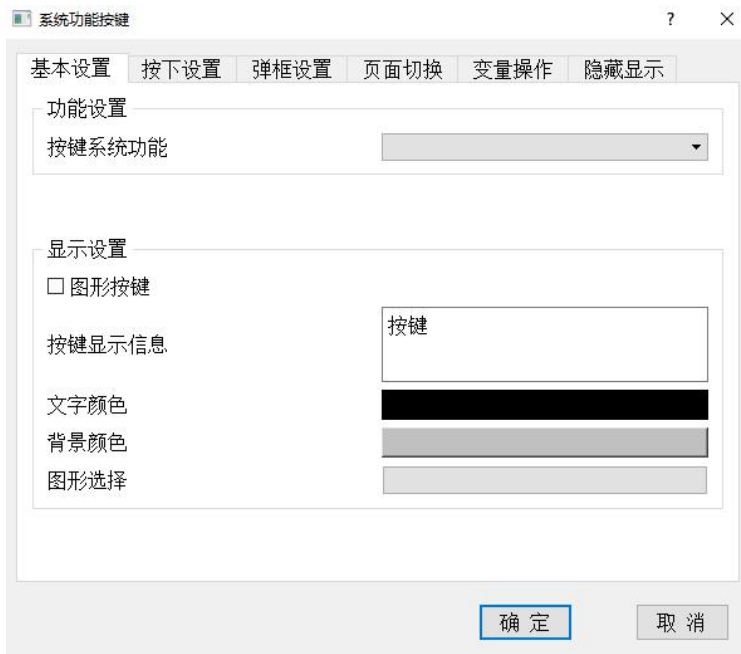 系统功能按键 ?
基本设置 按下设置 弹框设置 页面切换 变量操作 隐藏显示
功能设置
按键系统功能
显示设置
图形按键
按键显示信息 按键
文字颜色
背景颜色
图形选择
确定 取消